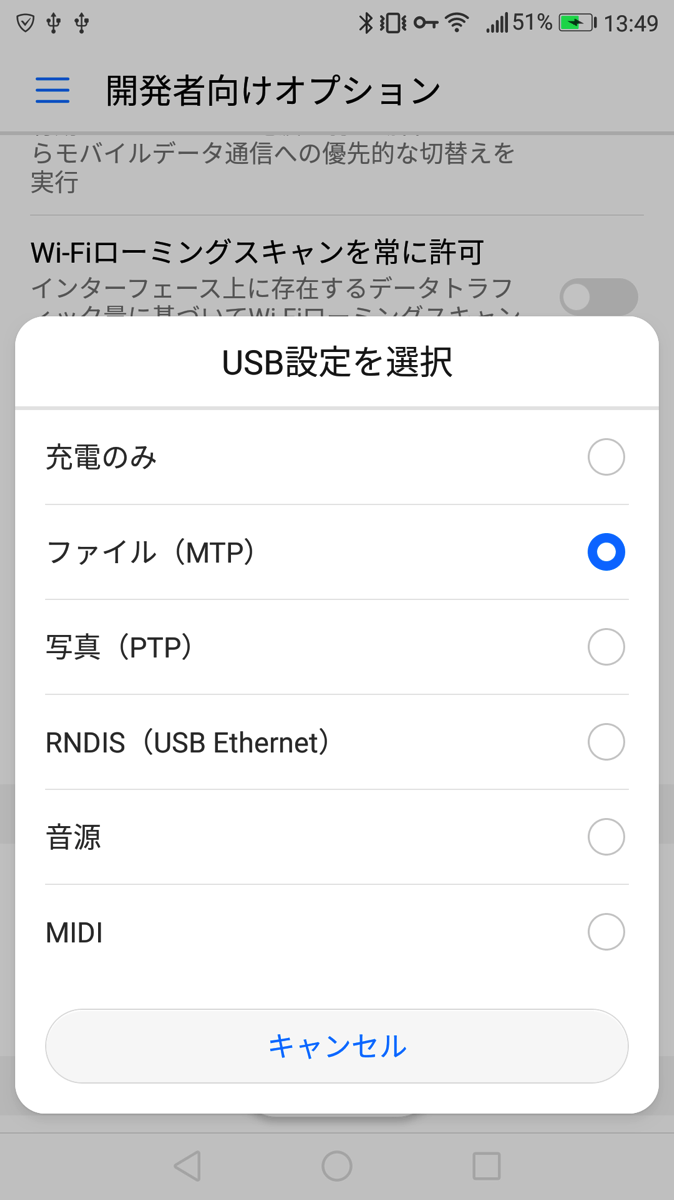 51% 13:49
開発者向けオプション
らモバイルデータ通信への優先的な切替えを
実行
Wi-Fiローミングスキャンを常に許可
インターフェース上に存在するデータトラフ
ィック量に基づいてWi-Fiローミングスキャン
USB設定を選択
充電のみ
ファイル（MTP）
写真（PTP）
RNDIS（USB Ethernet）
音源
MIDI
キャンセル